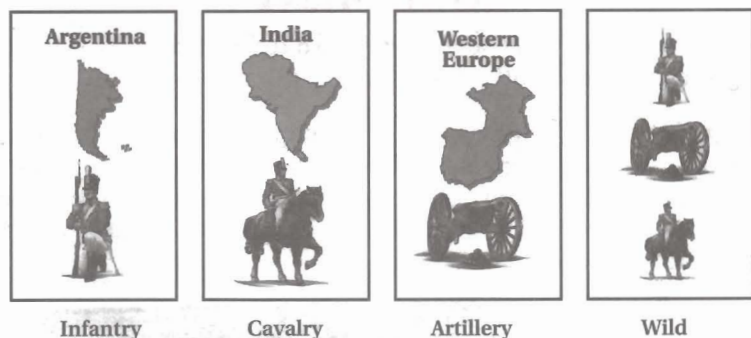 Argentina
India
Western
Europe
Infantry
Cavalry
Artillery
Wild